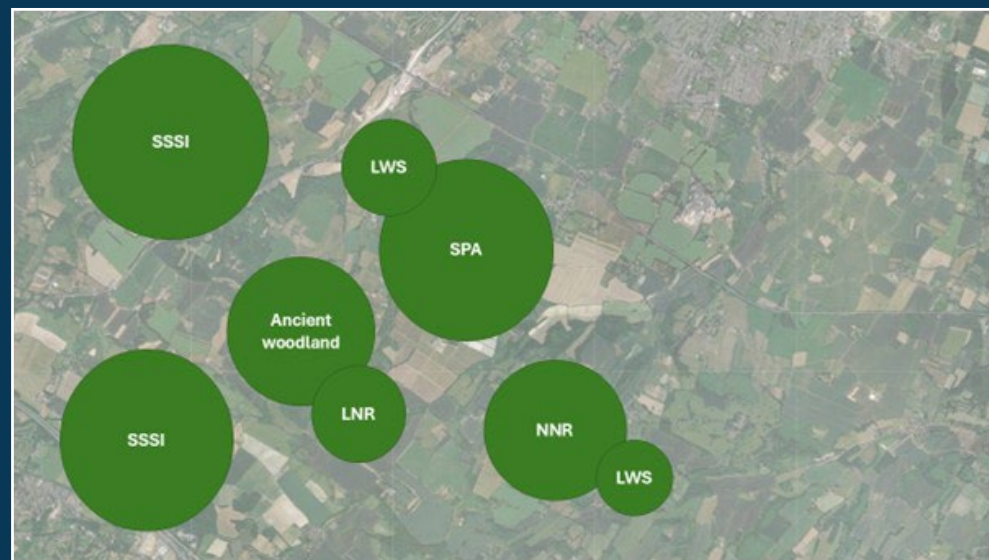 SSSI
LWS
SPA
Ancient
woodland
LNR
SSSI
NNR
LWS